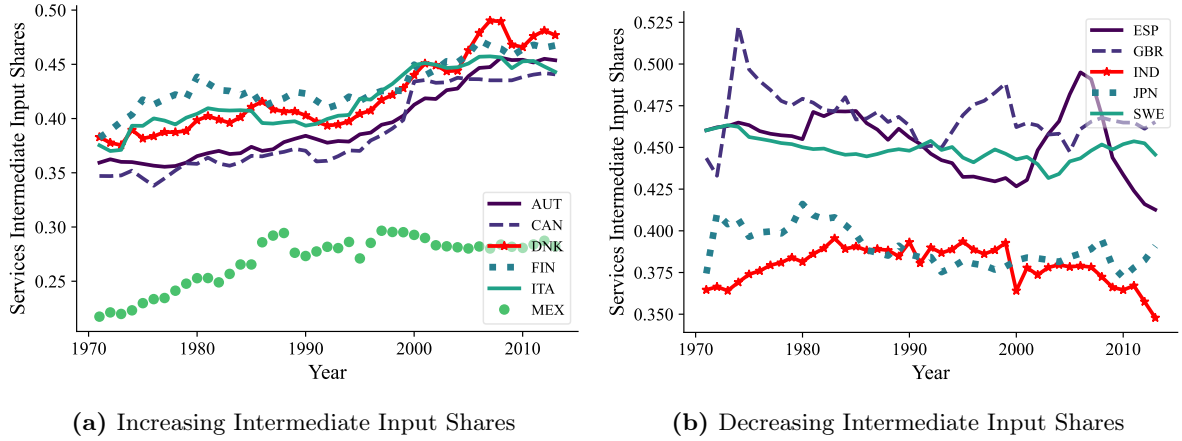 Services Intermediate Input Shares
0.50
0.45
0.40
0.35
0.30
0.25
AUT
CAN
DNK
FIN
ITA
MEX
1970 1980 1990 2000 2010
Year
(a) Increasing Intermediate Input Shares
Services Intermediate Input Shares
0.525
0.500
0.475
0.450
0.425
0.400
0.375
0.350
ESP
GBR
IND
JPN
SWE
1970 1980 1990 2000 2010
Year
(b) Decreasing Intermediate Input Shares